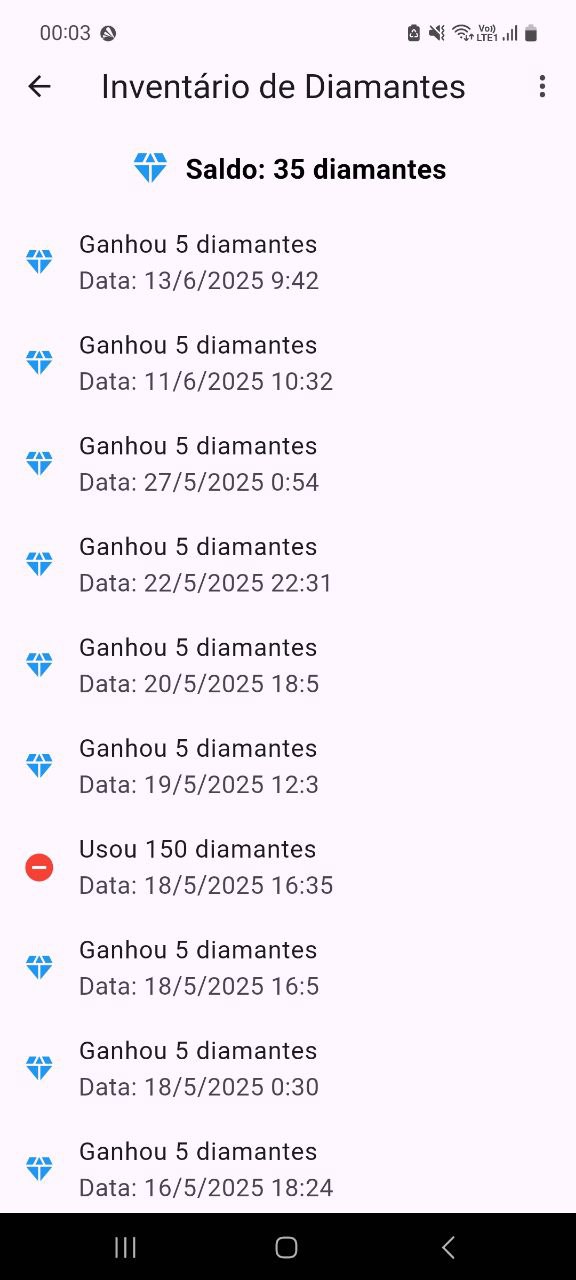 00:03
Vo))
LTE1
Inventário de Diamantes
Saldo: 35 diamantes
Ganhou 5 diamantes
Data: 13/6/2025 9:42
Ganhou 5 diamantes
Data: 11/6/2025 10:32
Ganhou 5 diamantes
Data: 27/5/2025 0:54
Ganhou 5 diamantes
Data: 22/5/2025 22:31
Ganhou 5 diamantes
Data: 20/5/2025 18:5
Ganhou 5 diamantes
Data: 19/5/2025 12:3
Usou 150 diamantes
Data: 18/5/2025 16:35
Ganhou 5 diamantes
Data: 18/5/2025 16:5
Ganhou 5 diamantes
Data: 18/5/2025 0:30
Ganhou 5 diamantes
Data: 16/5/2025 18:24